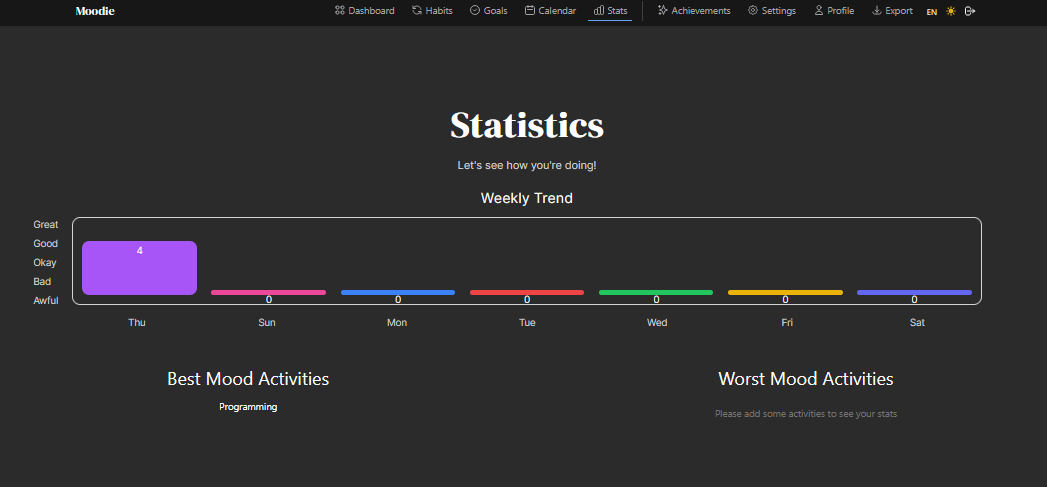 Moodie Dashboard Habits Goals Calendar Stats Achievements Settings Profile Export EN
Statistics
Let's see how you're doing!
Weekly Trend
Great
Good
Okay
Bad
Awful
4 0 0 0 0 0 0
Thu Sun Mon Tue Wed Fri Sat
Best Mood Activities
Programming
Worst Mood Activities
Please add some activities to see your stats